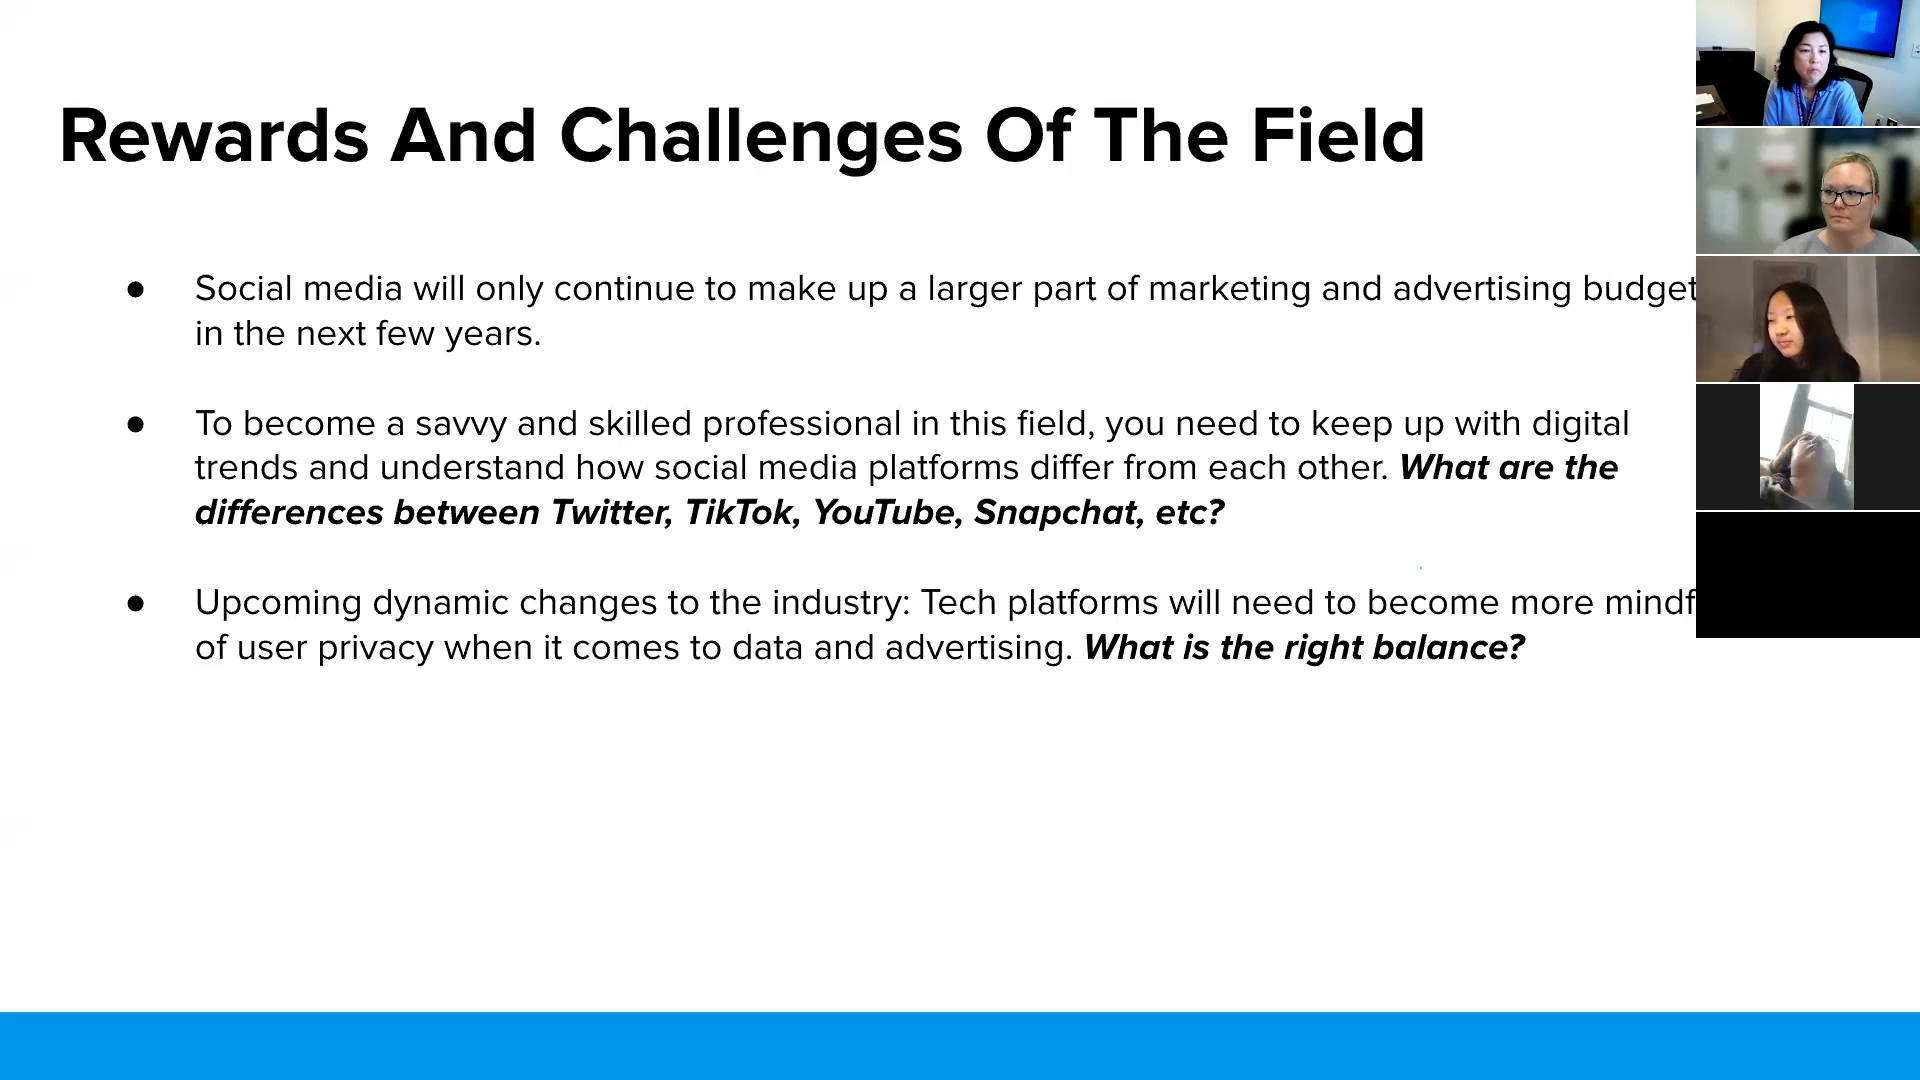 Rewards And Challenges Of The Field
● Social media will only continue to make up a larger part of marketing and advertising budget
in the next few years.
● To become a savvy and skilled professional in this field, you need to keep up with digital
trends and understand how social media platforms differ from each other. What are the
differences between Twitter, TikTok, YouTube, Snapchat, etc?
● Upcoming dynamic changes to the industry: Tech platforms will need to become more mindf
of user privacy when it comes to data and advertising. What is the right balance?